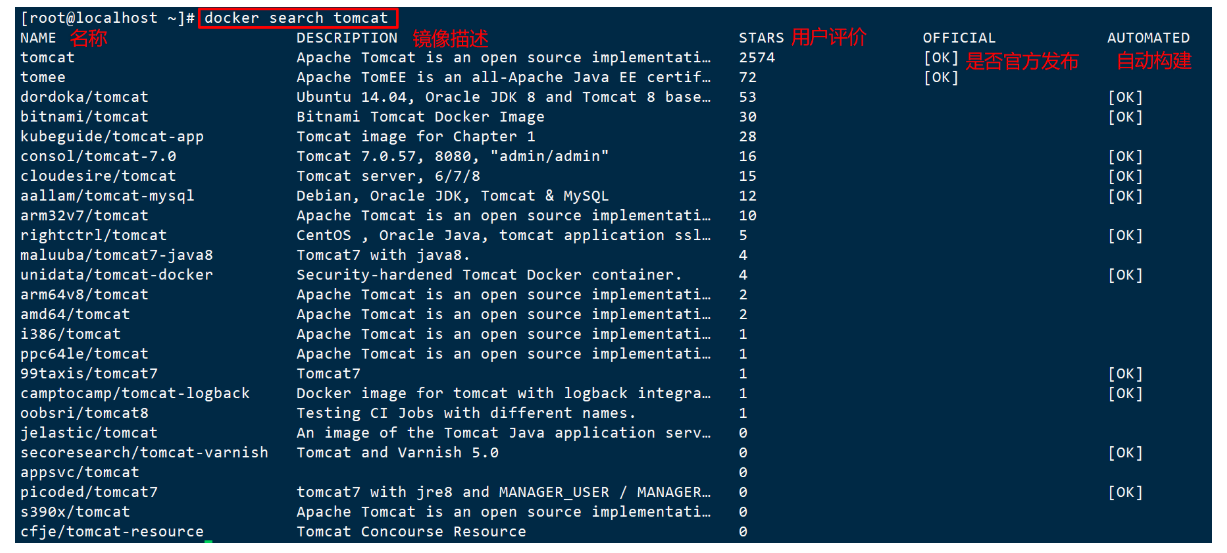 [root@localhost ~]# docker search tomcat
NAME 名称 DESCRIPTION 镜像描述 STARS 用户评价 OFFICIAL AUTOMATED
tomcat Apache Tomcat is an open source implementati… 2574 [OK] 是否官方发布 自动构建
tomee Apache TomEE is an all-Apache Java EE certif… 72 [OK]
dordoka/tomcat Ubuntu 14.04, Oracle JDK 8 and Tomcat 8 base… 53 [OK]
bitnami/tomcat Bitnami Tomcat Docker Image 30 [OK]
kubeguide/tomcat-app Tomcat image for Chapter 1 28
consol/tomcat-7.0 Tomcat 7.0.57, 8080, "admin/admin" 16 [OK]
cloudesire/tomcat Tomcat server, 6/7/8 15 [OK]
aallam/tomcat-mysql Debian, Oracle JDK, Tomcat & MySQL 12 [OK]
arm32v7/tomcat Apache Tomcat is an open source implementati… 10
rightctrl/tomcat CentOS , Oracle Java, tomcat application ssl… 5 [OK]
maluuba/tomcat7-java8 Tomcat7 with java8. 4
unidata/tomcat-docker Security-hardened Tomcat Docker container. 4 [OK]
arm64v8/tomcat Apache Tomcat is an open source implementati… 2
amd64/tomcat Apache Tomcat is an open source implementati… 2
i386/tomcat Apache Tomcat is an open source implementati… 1
ppc64le/tomcat Apache Tomcat is an open source implementati… 1
99taxis/tomcat7 Tomcat7 1 [OK]
camptocamp/tomcat-logback Docker image for tomcat with logback integra… 1 [OK]
oobsri/tomcat8 Testing CI Jobs with different names. 1
jelastic/tomcat An image of the Tomcat Java application serv… 0
secoresearch/tomcat-varnish Tomcat and Varnish 5.0 0 [OK]
appsvc/tomcat 0
picoded/tomcat7 tomcat7 with jre8 and MANAGER_USER / MANAGER… 0 [OK]
s390x/tomcat Apache Tomcat is an open source implementati… 0
cfje/tomcat-resource Tomcat Concourse Resource 0